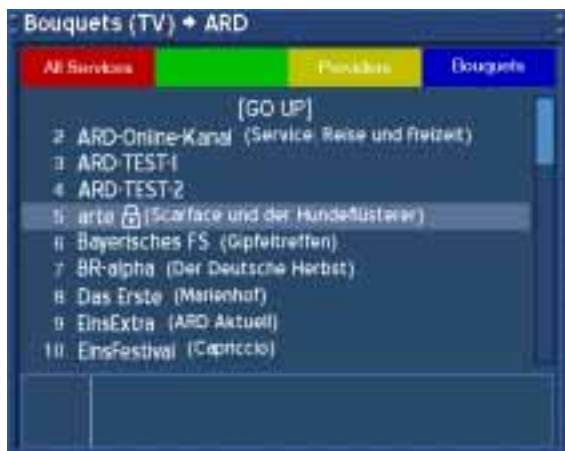 Bouquets (TV) → ARD
All Services Providers Bouquets
[GO UP]
2 ARD-Online-Kanal (Service: Reise und Freizeit)
3 ARD-TEST-1
4 ARD-TEST-2
5 arte (Scarface und der Hundeflüsterer)
6 Bayerisches FS (Gipfeltreffen)
7 BR-alpha (Der Deutsche Herbst)
8 Das Erste (Marienhof)
9 EinsExtra (ARD Aktuell)
10 EinsFestival (Capriccio)